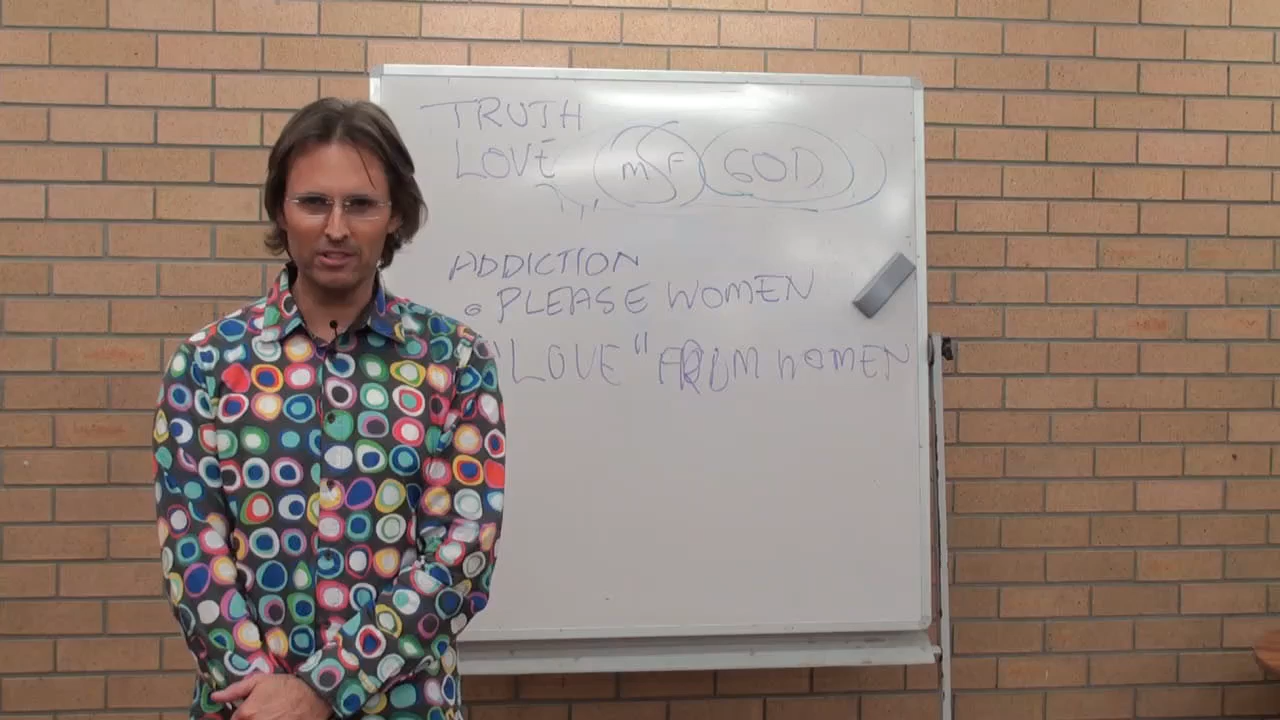 TRUTH
LOVE M F GOD
ADDICTION
PLEASE WOMEN
"LOVE" FROM WOMEN